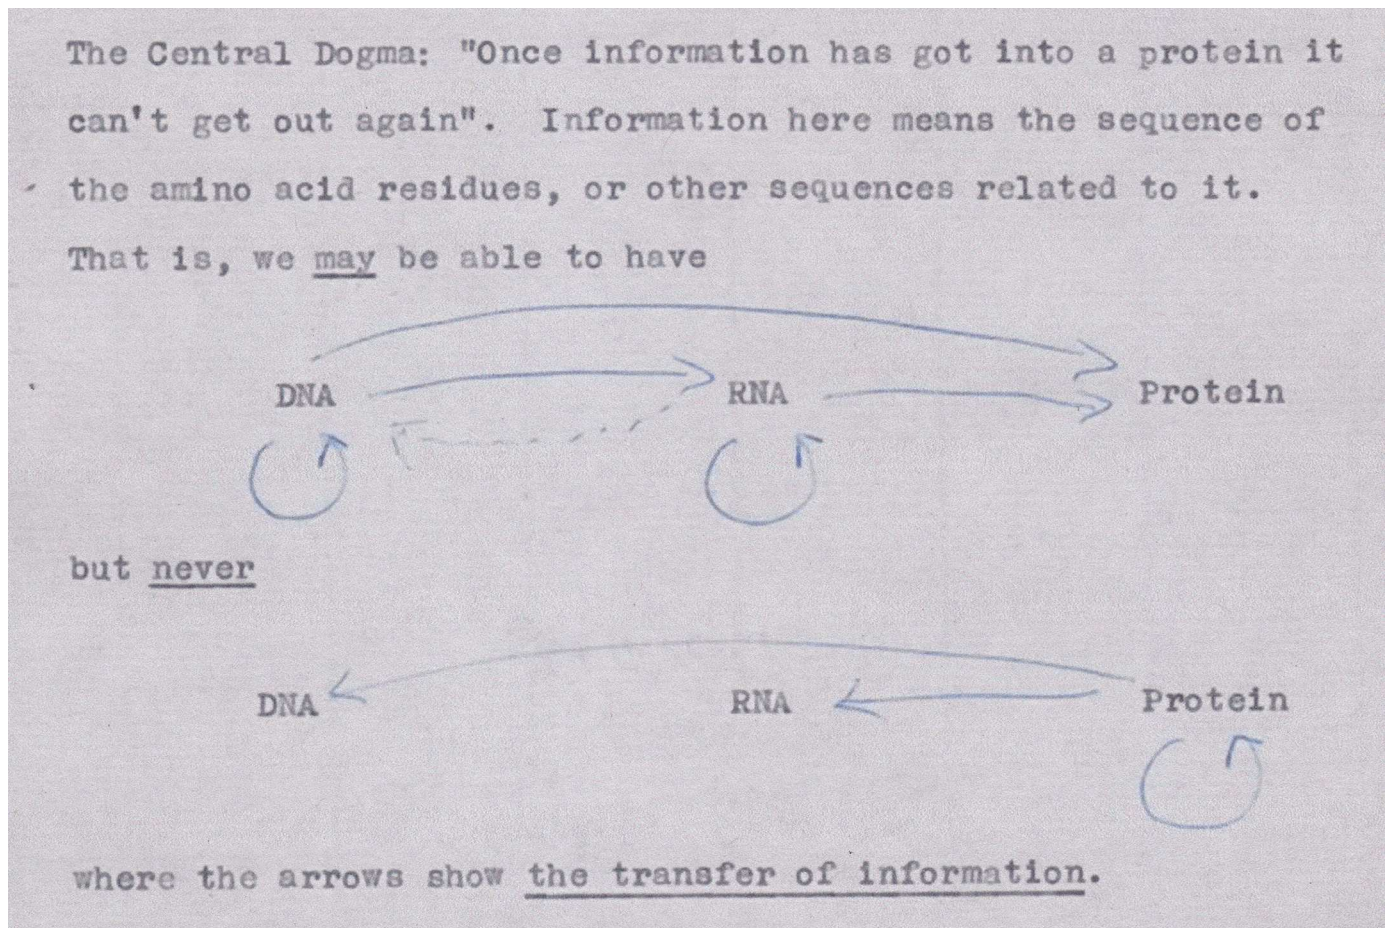 The Central Dogma: "Once information has got into a protein it
can't get out again". Information here means the sequence of
the amino acid residues, or other sequences related to it.
That is, we may be able to have
DNA RNA Protein
but never
DNA RNA Protein
where the arrows show the transfer of information.